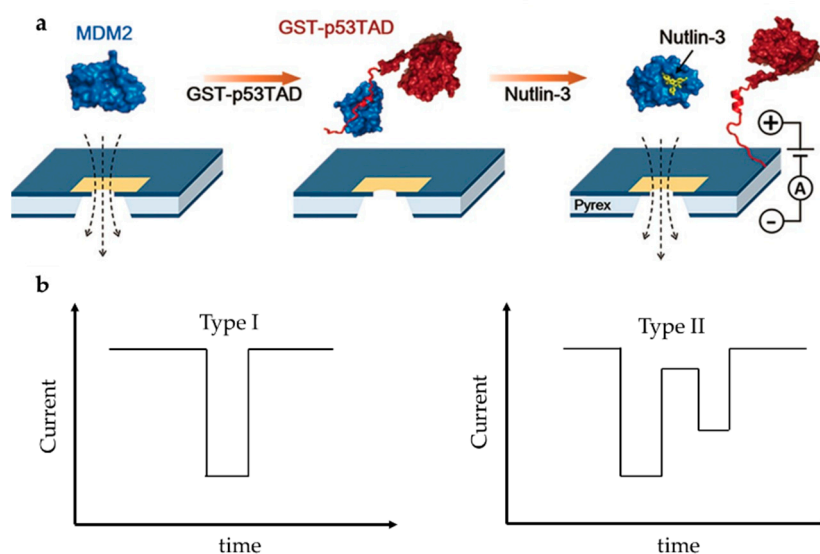 a
MDM2
GST-p53TAD
Nutlin-3
GST-p53TAD
Nutlin-3
+
Pyrex
A
−
b
Type I
Type II
Current
Current
time
time